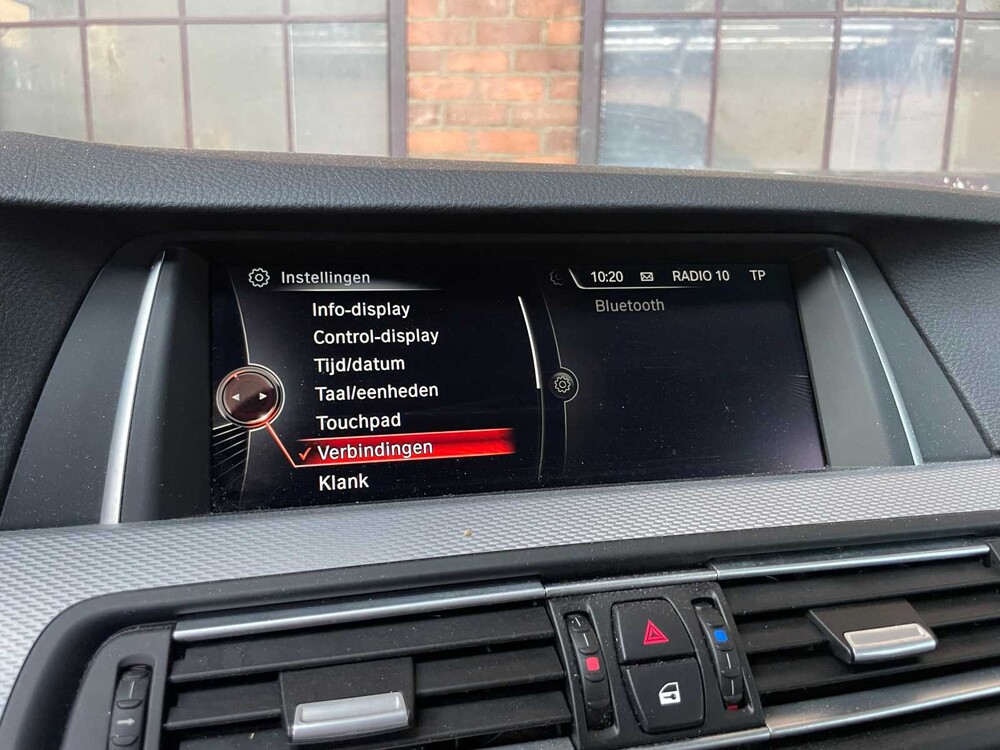 Instellingen
10:20 RADIO 10 TP
Info-display
Control-display
Tijd/datum
Taal/eenheden
Touchpad
Verbindingen
Klank
Bluetooth